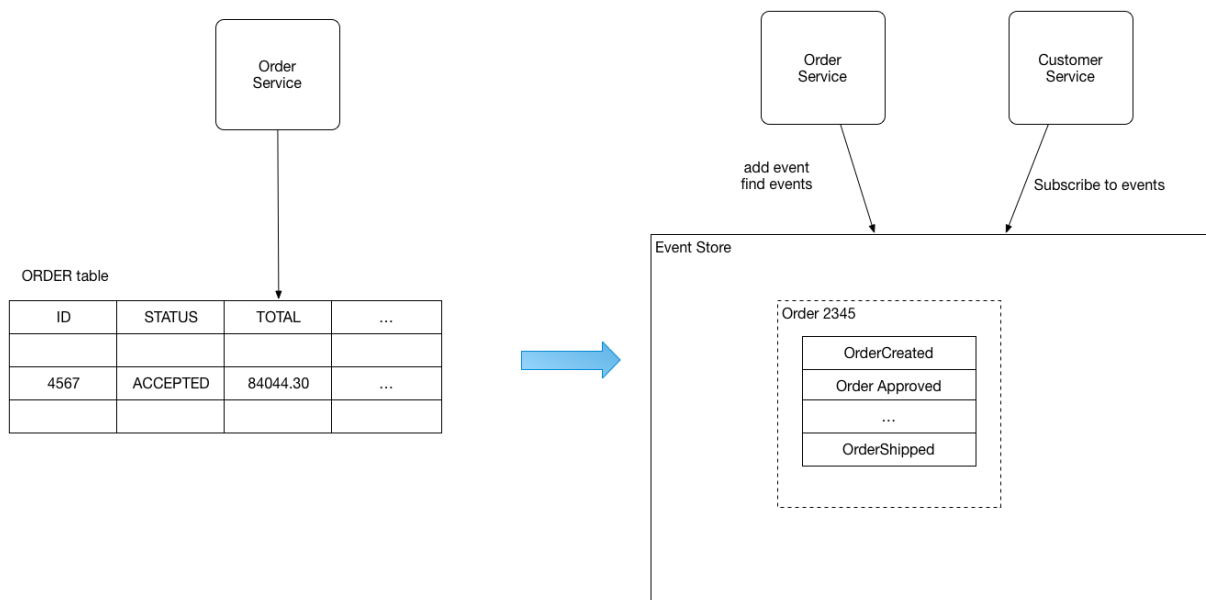 Order
Service
ORDER table
ID STATUS TOTAL ...
4567 ACCEPTED 84044.30 ...
Order
Service
Customer
Service
add event
find events
Subscribe to events
Event Store
Order 2345
OrderCreated
Order Approved
...
OrderShipped